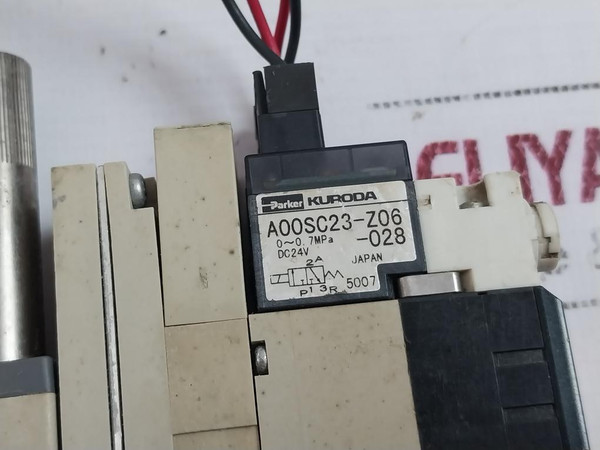 Parker KURODA
A00SC23-Z06
-028
0～0.7MPa
DC24V
JAPAN
2A
P1 3R
5007